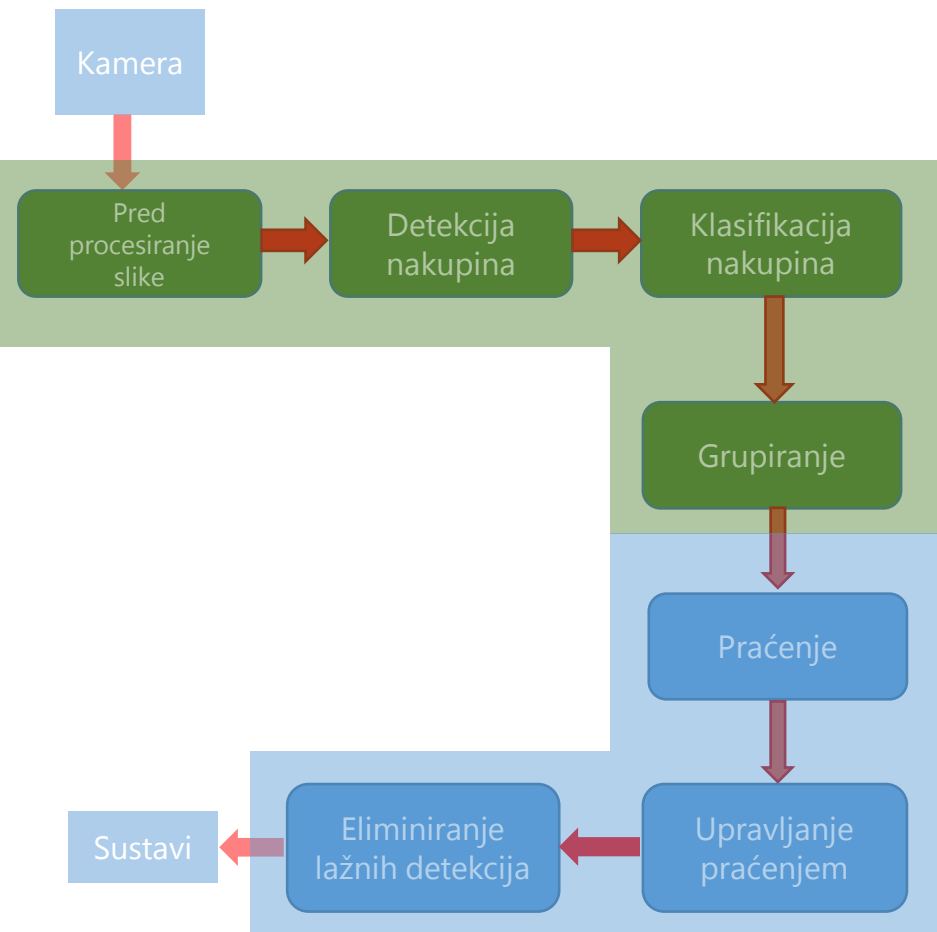 Kamera
Pred
procesiranje
slike
Detekcija
nakupina
Klasifikacija
nakupina
Grupiranje
Praćenje
Upravljanje
praćenjem
Eliminiranje
lažnih detekcija
Sustavi